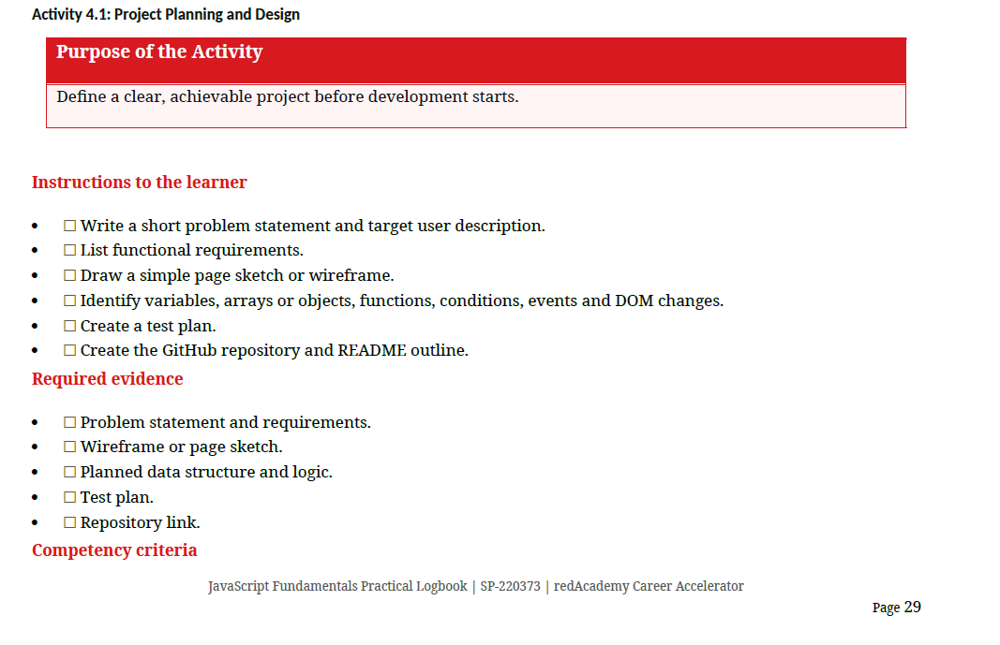 Activity 4.1: Project Planning and Design
Purpose of the Activity
Define a clear, achievable project before development starts.
Instructions to the learner
• ☐ Write a short problem statement and target user description.
• ☐ List functional requirements.
• ☐ Draw a simple page sketch or wireframe.
• ☐ Identify variables, arrays or objects, functions, conditions, events and DOM changes.
• ☐ Create a test plan.
• ☐ Create the GitHub repository and README outline.
Required evidence
• ☐ Problem statement and requirements.
• ☐ Wireframe or page sketch.
• ☐ Planned data structure and logic.
• ☐ Test plan.
• ☐ Repository link.
Competency criteria
JavaScript Fundamentals Practical Logbook | SP-220373 | redAcademy Career Accelerator
Page 29